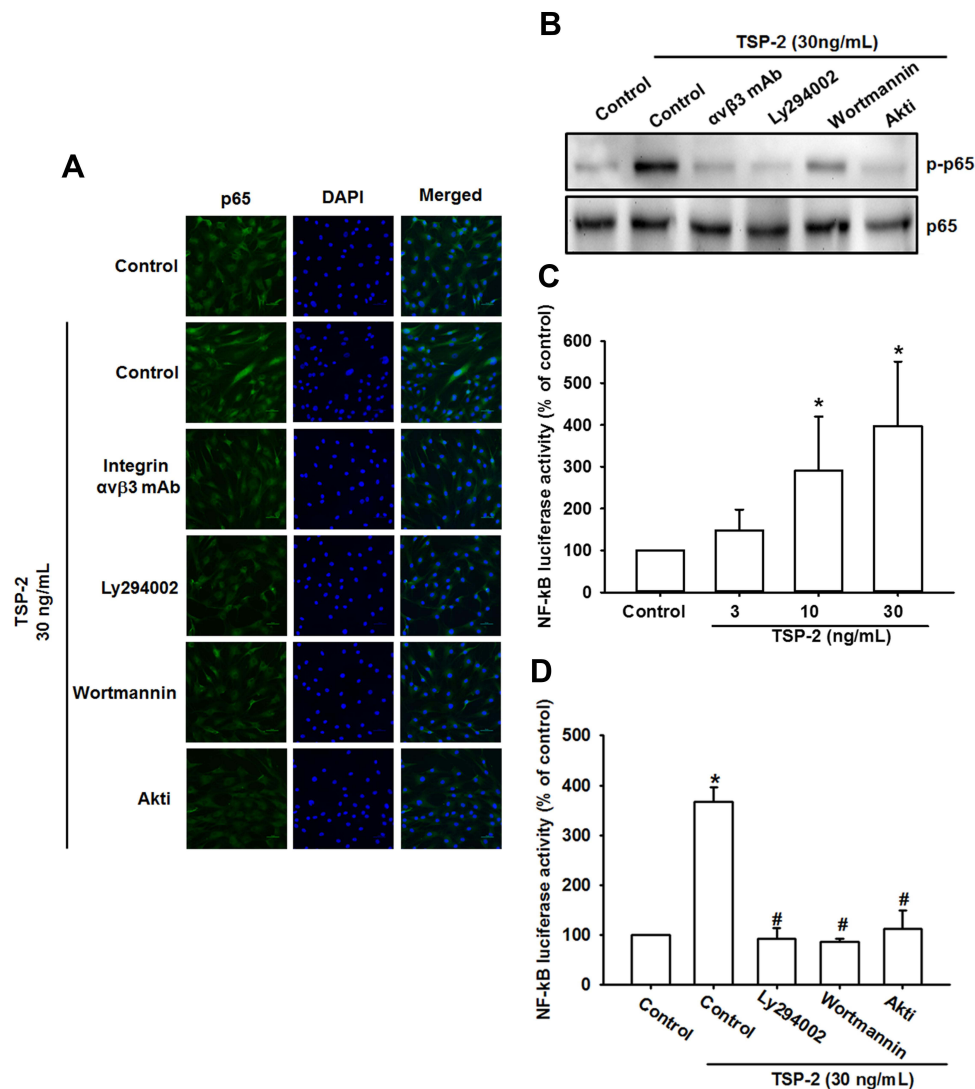 A
p65 DAPI Merged
Control
Control
Integrin
αvβ3 mAb
Ly294002
Wortmannin
Akti
TSP-2
30 ng/mL
B
TSP-2 (30ng/mL)
Control Control αvβ3 mAb Ly294002 Wortmannin Akti
p-p65
p65
C
NF-kB luciferase activity (% of control)
600
500
400
300
200
100
0
* *
Control 3 10 30
TSP-2 (ng/mL)
D
NF-kB luciferase activity (% of control)
500
400
300
200
100
0
* # # #
Control Control Ly294002 Wortmannin Akti
TSP-2 (30 ng/mL)